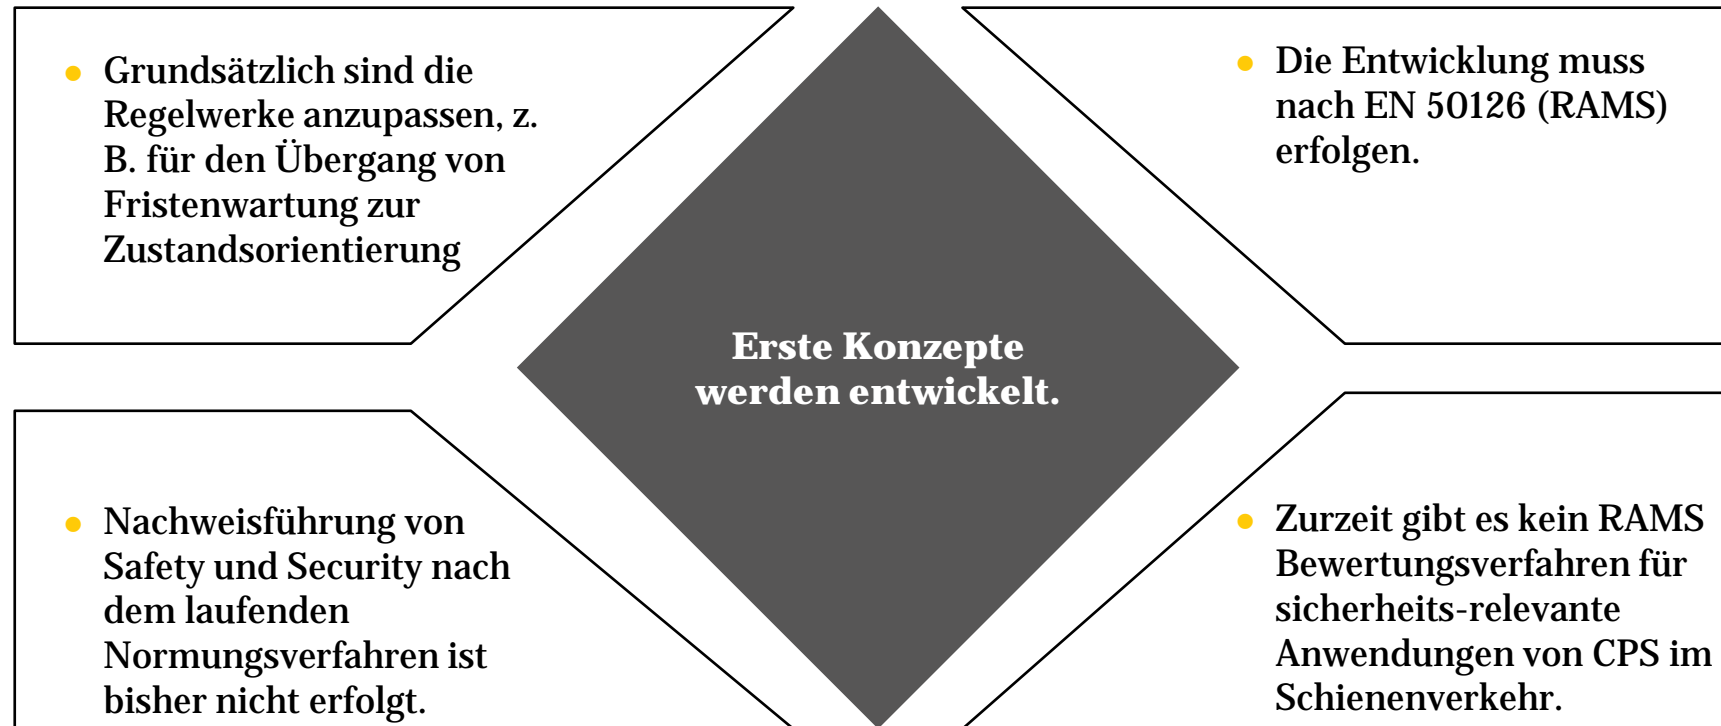 ● Grundsätzlich sind die
Regelwerke anzupassen, z.
B. für den Übergang von
Fristenwartung zur
Zustandsorientierung
● Die Entwicklung muss
nach EN 50126 (RAMS)
erfolgen.
Erste Konzepte
werden entwickelt.
● Nachweisführung von
Safety und Security nach
dem laufenden
Normungsverfahren ist
bisher nicht erfolgt.
● Zurzeit gibt es kein RAMS
Bewertungsverfahren für
sicherheits-relevante
Anwendungen von CPS im
Schienenverkehr.